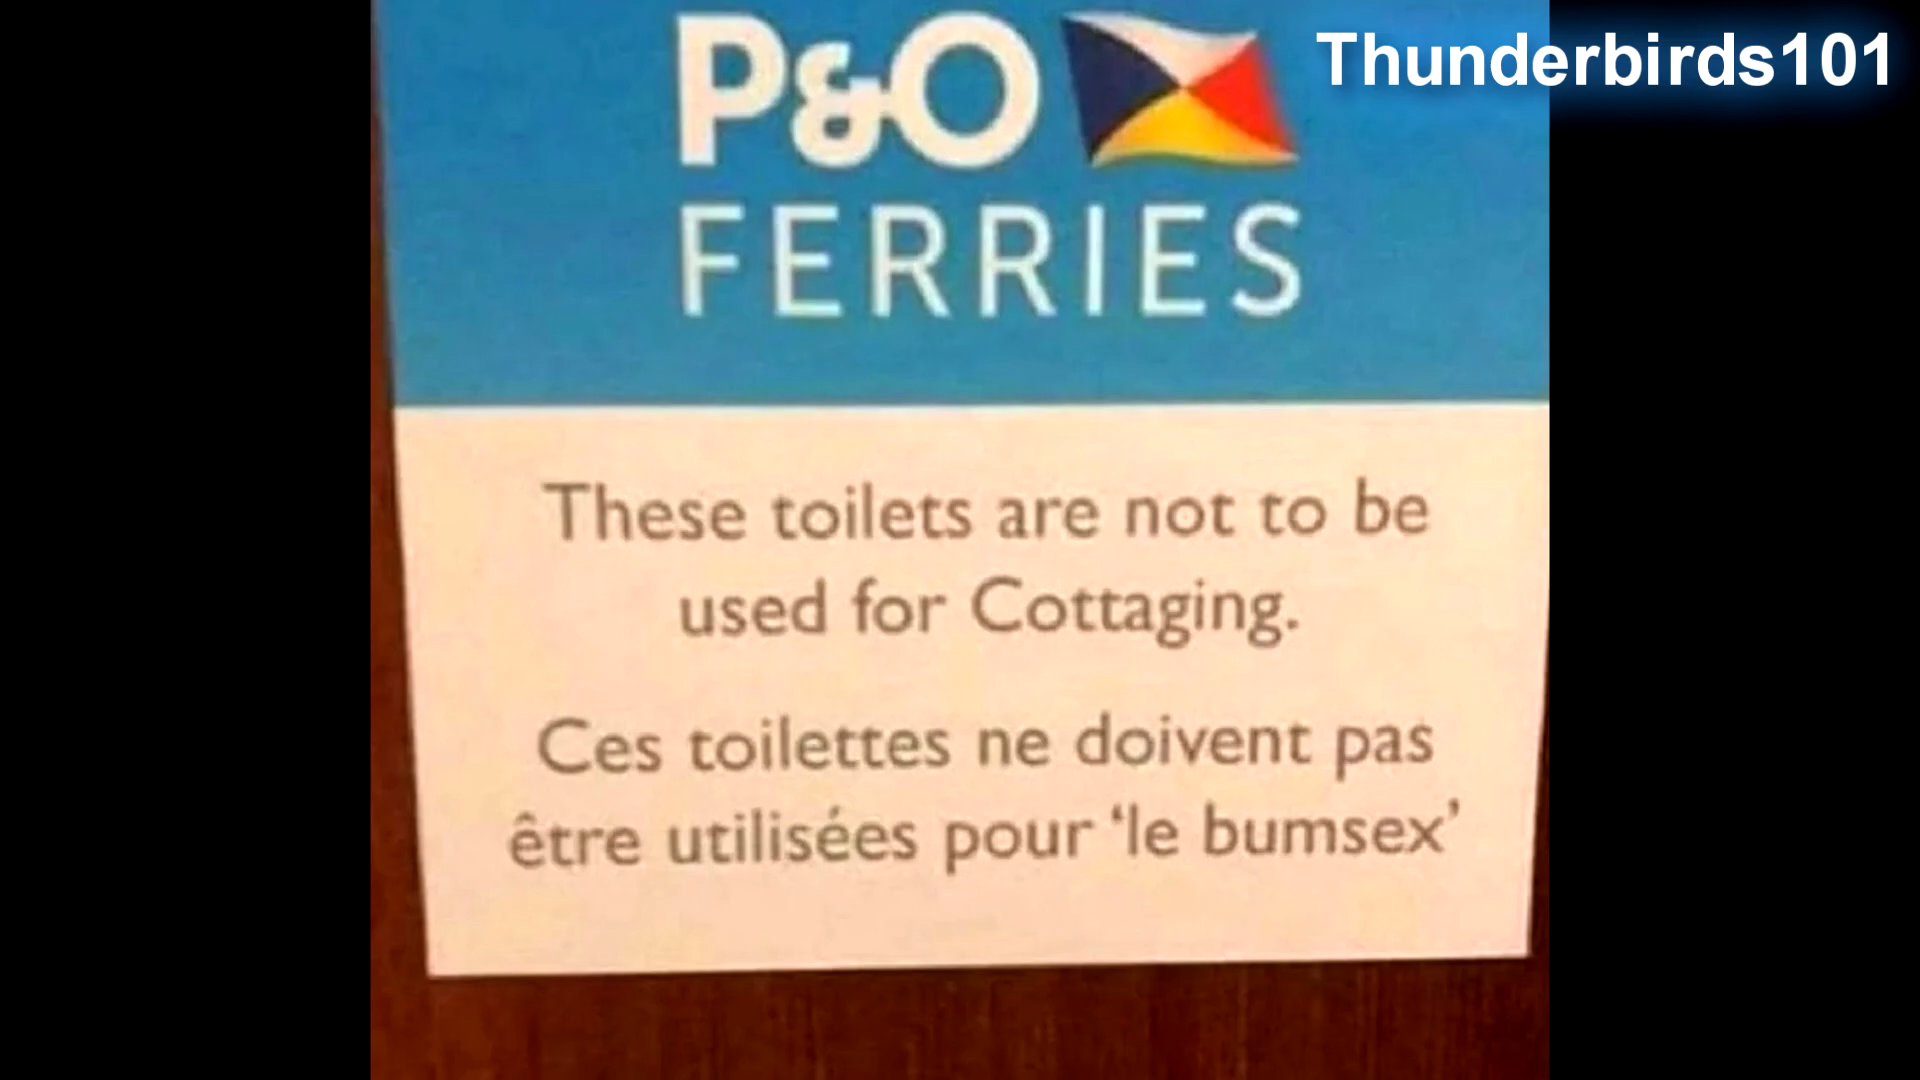 Thunderbirds101
P&O
FERRIES
These toilets are not to be
used for Cottaging.
Ces toilettes ne doivent pas
être utilisées pour ‘le bumsex’